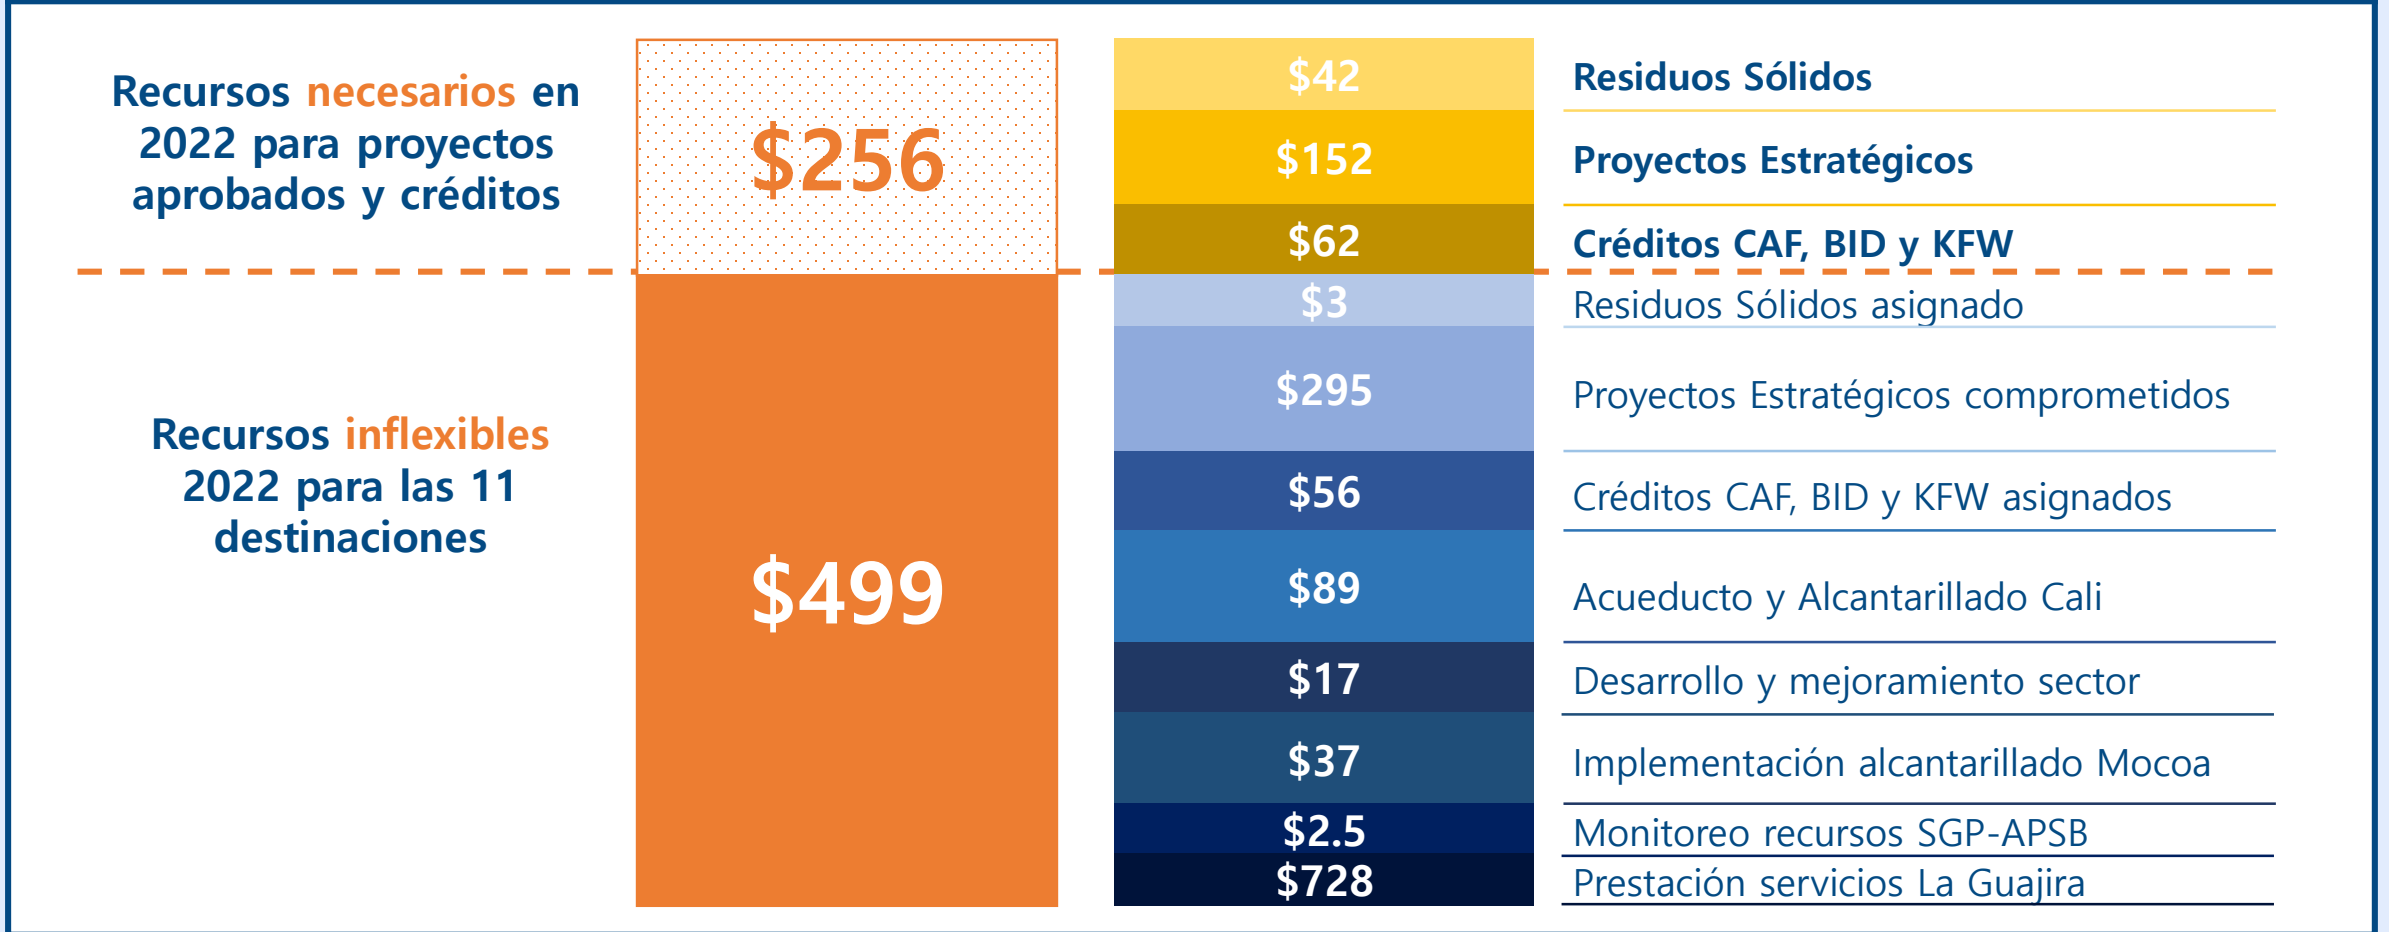 Recursos necesarios en
2022 para proyectos
aprobados y créditos
$256
$42
Residuos Sólidos
$152
Proyectos Estratégicos
$62
Créditos CAF, BID y KFW
Recursos inflexibles
2022 para las 11
destinaciones
$499
$3
Residuos Sólidos asignado
$295
Proyectos Estratégicos comprometidos
$56
Créditos CAF, BID y KFW asignados
$89
Acueducto y Alcantarillado Cali
$17
Desarrollo y mejoramiento sector
$37
Implementación alcantarillado Mocoa
$2.5
Monitoreo recursos SGP-APSB
$728
Prestación servicios La Guajira